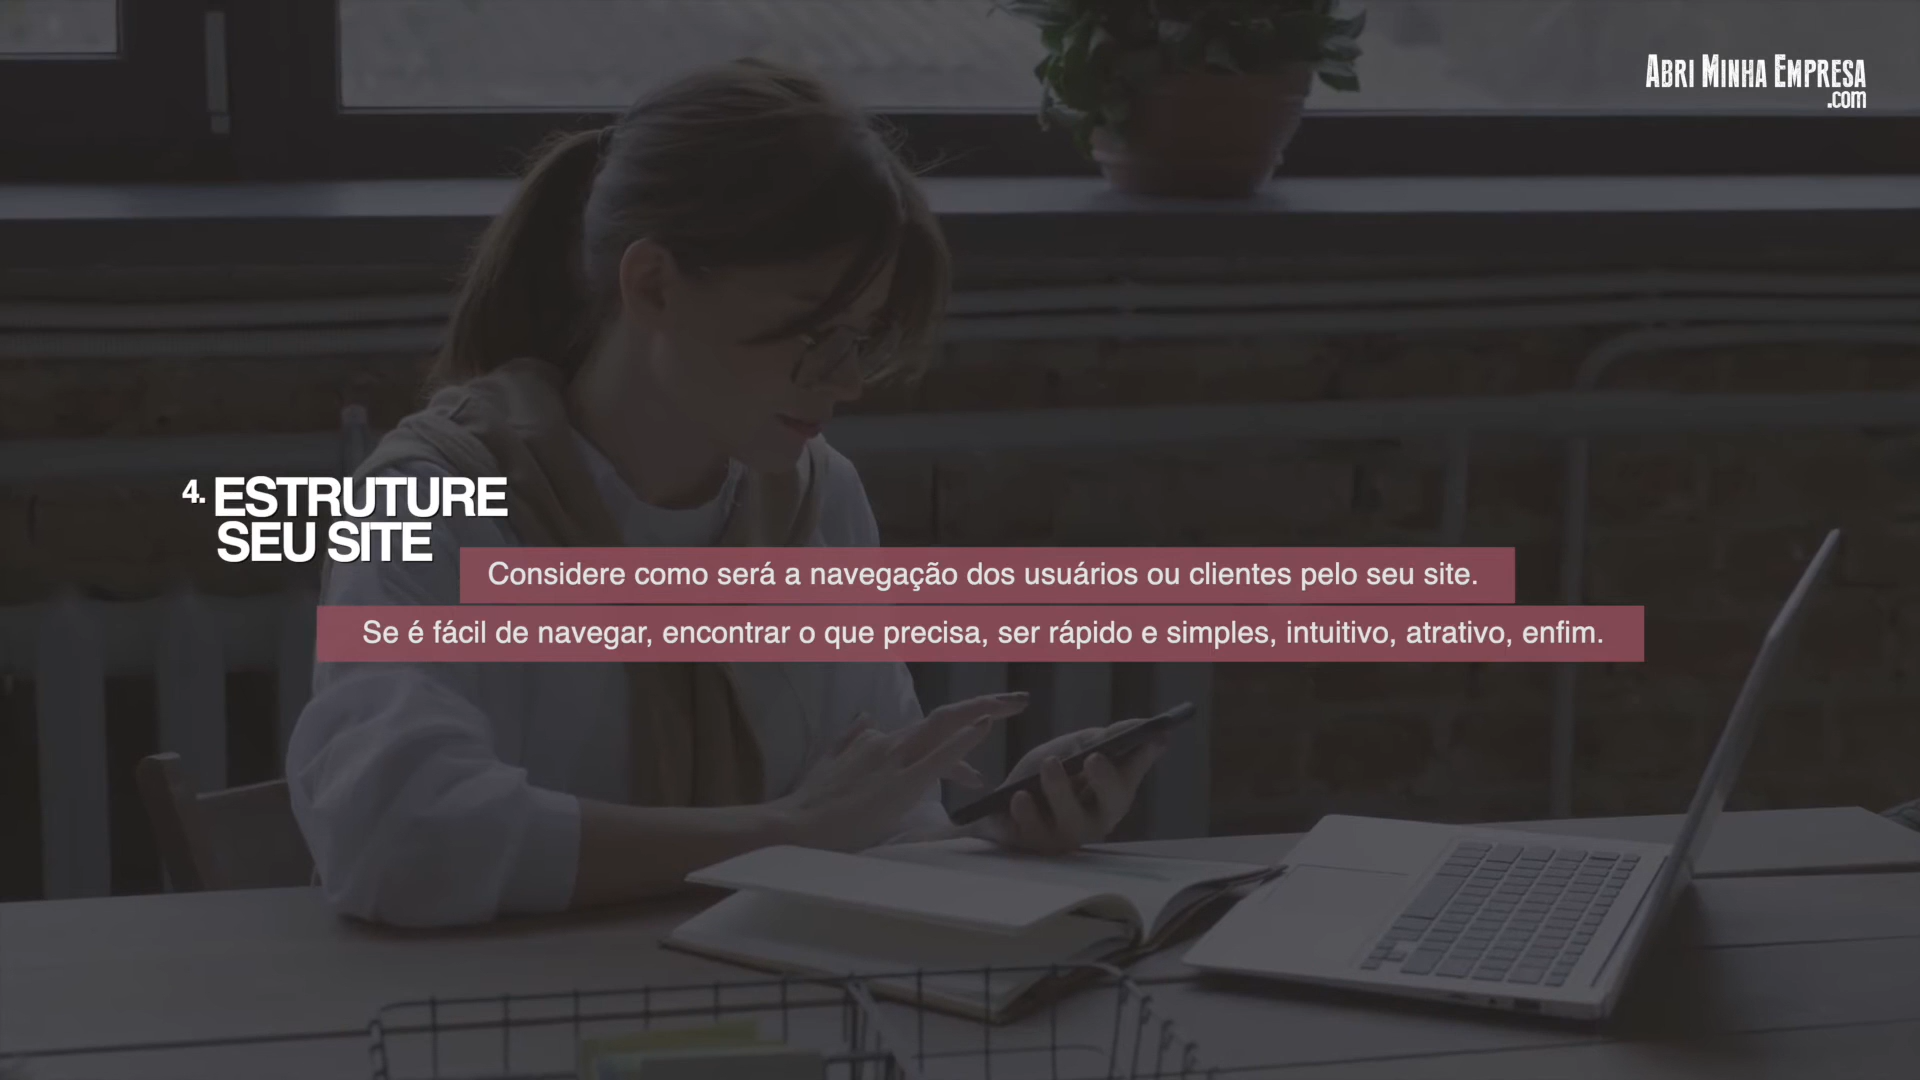 ABRI MINHA EMPRESA
.COM
4. ESTRUTURE
SEU SITE
Considere como será a navegação dos usuários ou clientes pelo seu site.
Se é fácil de navegar, encontrar o que precisa, ser rápido e simples, intuitivo, atrativo, enfim.